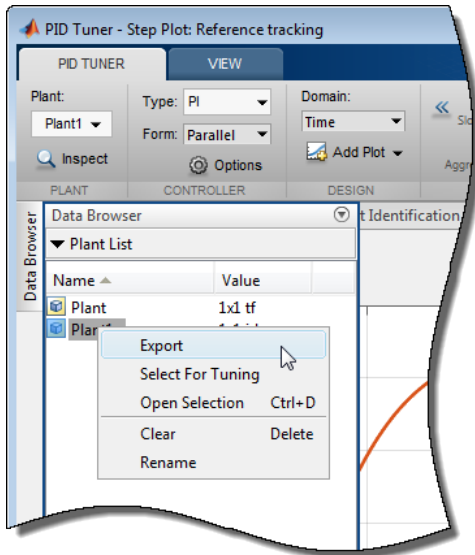 PID Tuner - Step Plot: Reference tracking
PID TUNER
VIEW
Plant:
Plant1
Inspect
PLANT
Type: PI
Form: Parallel
Options
CONTROLLER
Domain:
Time
Add Plot
DESIGN
Data Browser
Data Browser
t Identification
Plant List
Name
Value
Plant
1x1 tf
Export
Select For Tuning
Open Selection Ctrl+D
Clear Delete
Rename